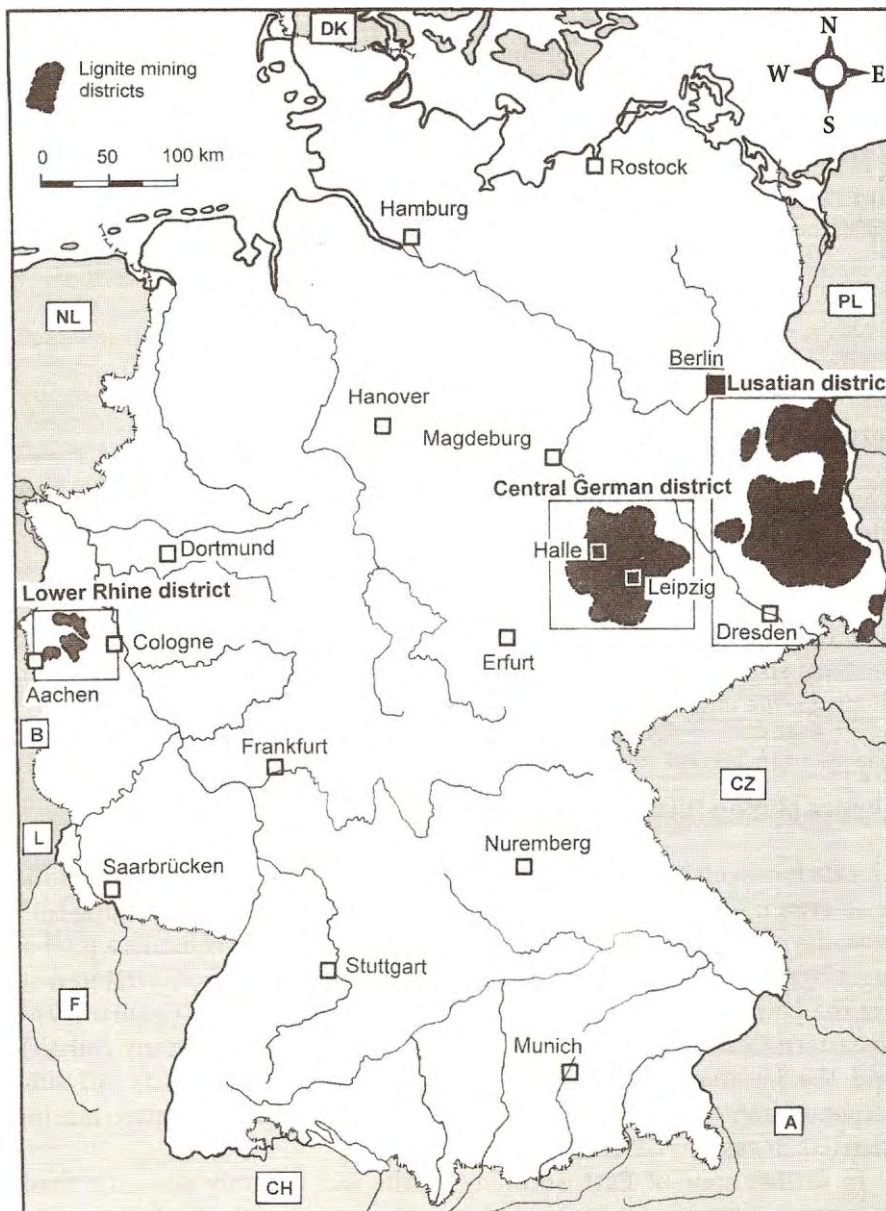 DK
N
W E
S
Lignite mining
districts
0 50 100 km
Rostock
Hamburg
NL
PL
Berlin
Lusatian district
Hanover
Magdeburg
Central German district
Dortmund
Halle
Leipzig
Lower Rhine district
Cologne
Dresden
Erfurt
Aachen
B
Frankfurt
CZ
L
Nuremberg
Saarbrücken
Stuttgart
F
Munich
A
CH